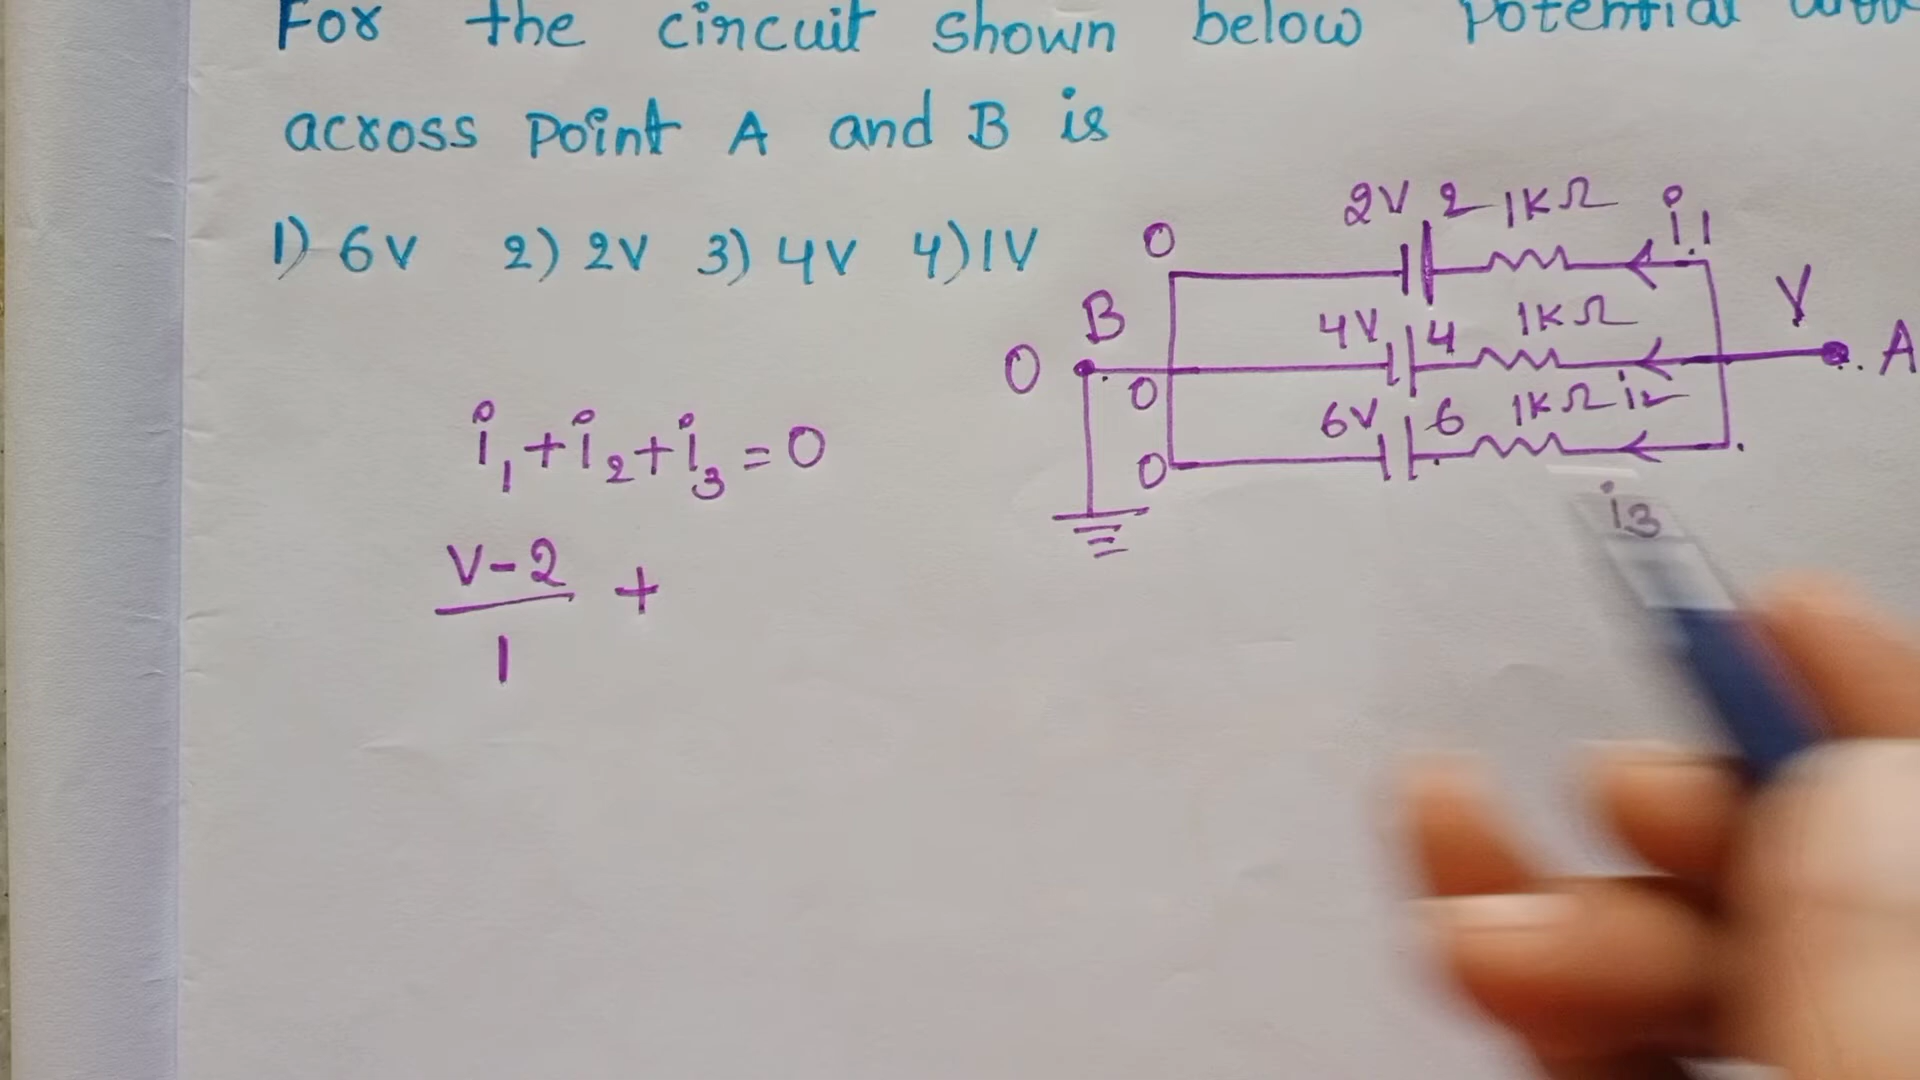 For the circuit shown below Potential
across Point A and B is
1) 6V 2) 2V 3) 4V 4) 1V
2V 2 1KΩ i1
0
B
4V 4 1KΩ
V
0
A
0
6V 6 1KΩ i2
i1+i2+i3=0
0
i3
V-2 +
1